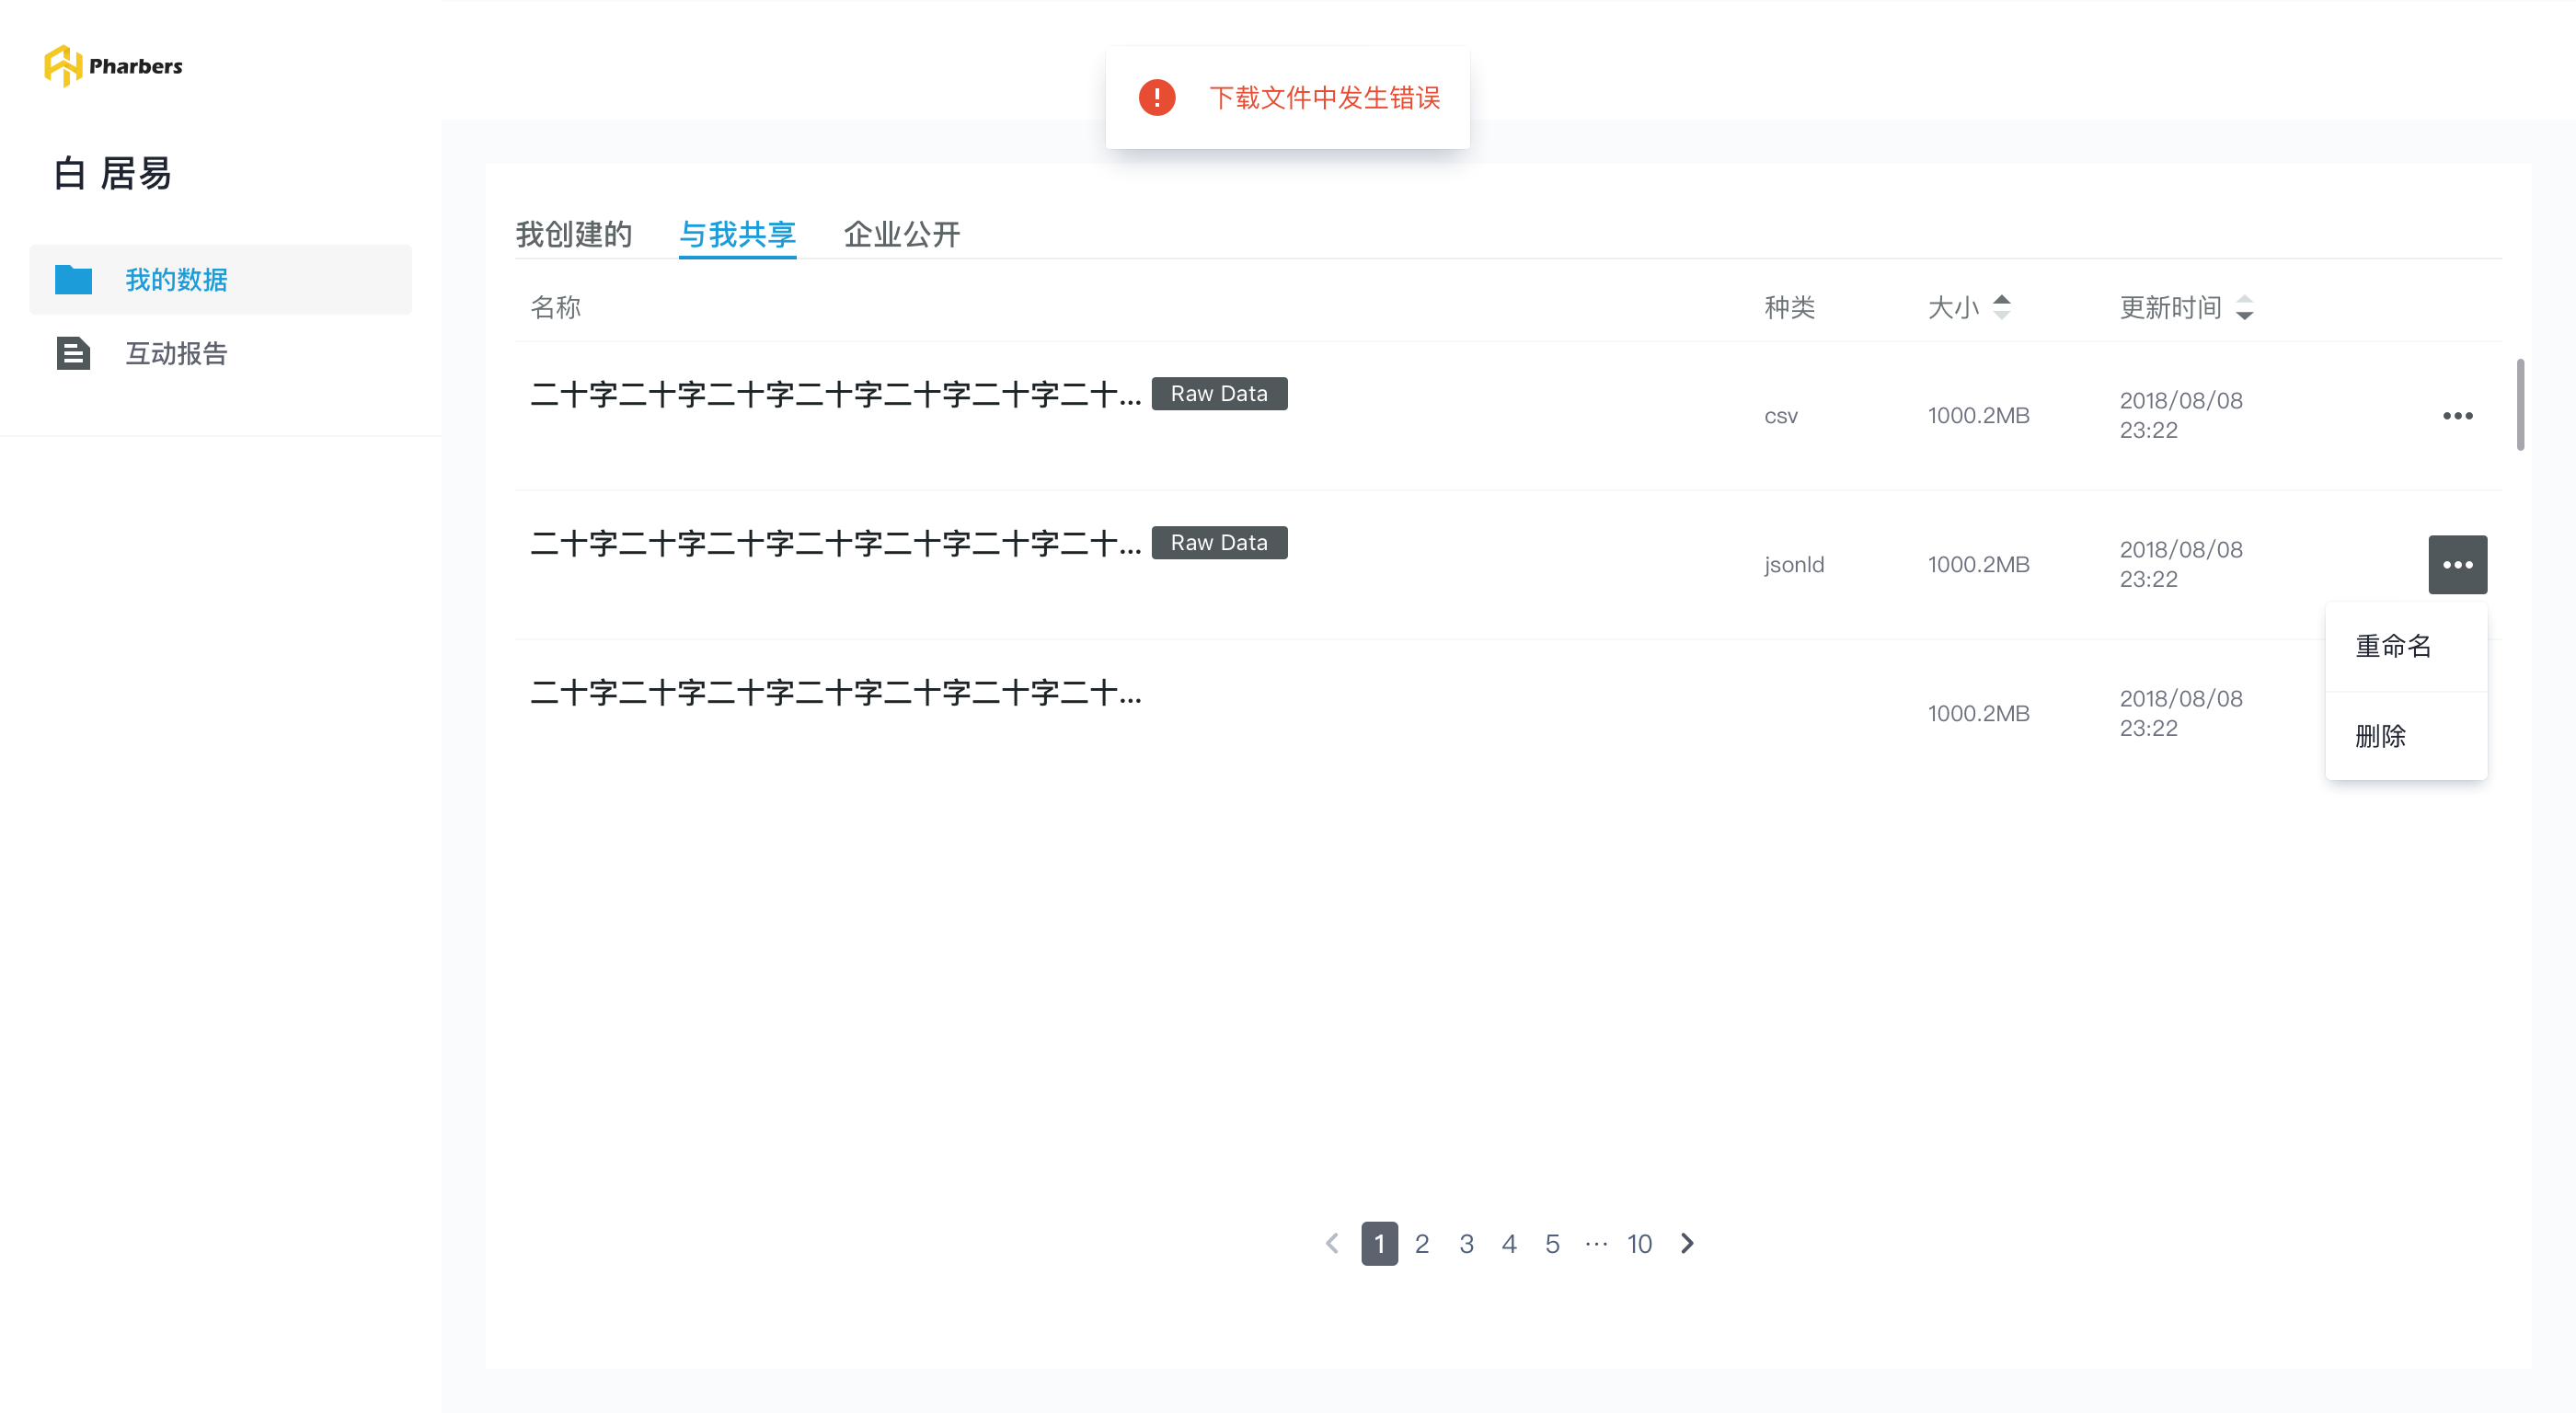 Pharbers
下载文件中发生错误
白 居易
我的数据
互动报告
我创建的 与我共享 企业公开
名称 种类 大小 更新时间
二十字二十字二十字二十字二十字二十字二十... Raw Data csv 1000.2MB 2018/08/08
23:22
二十字二十字二十字二十字二十字二十字二十... Raw Data jsonld 1000.2MB 2018/08/08
23:22
重命名
二十字二十字二十字二十字二十字二十字二十... 1000.2MB 2018/08/08
23:22
删除
1 2 3 4 5 ··· 10